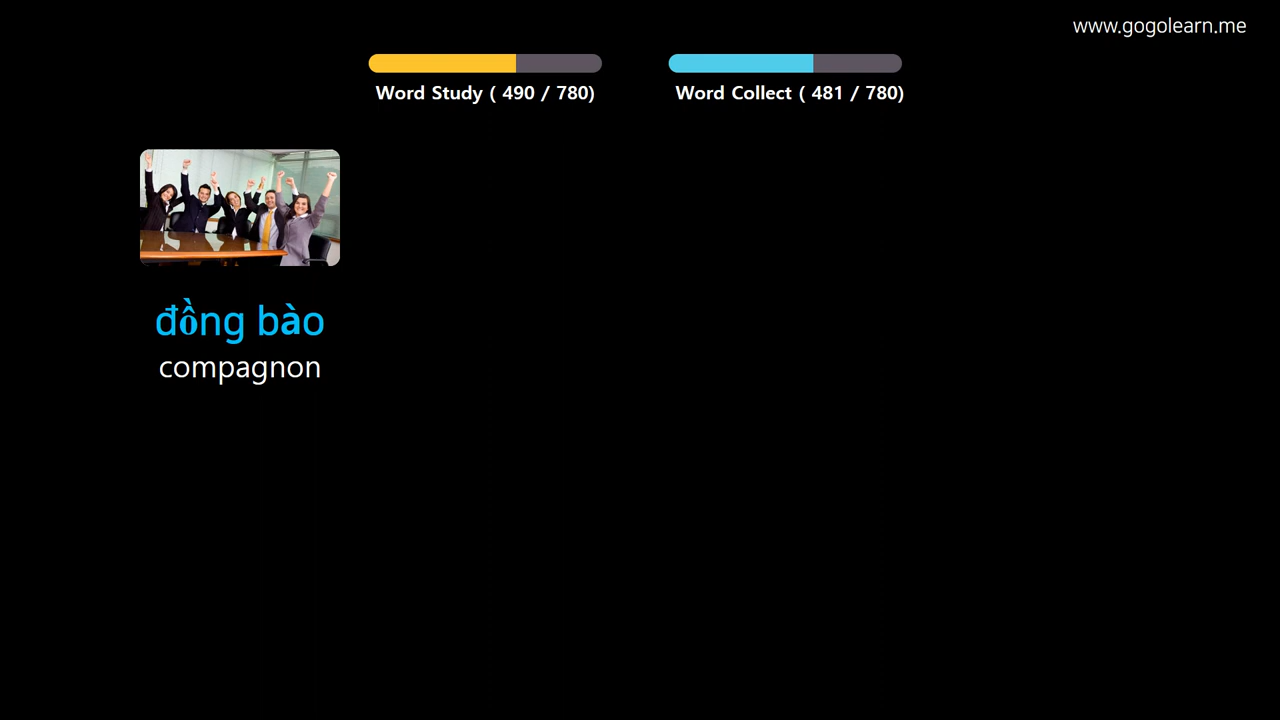 www.gogolearn.me
Word Study ( 490 / 780)
Word Collect ( 481 / 780)
đồng bào
compagnon